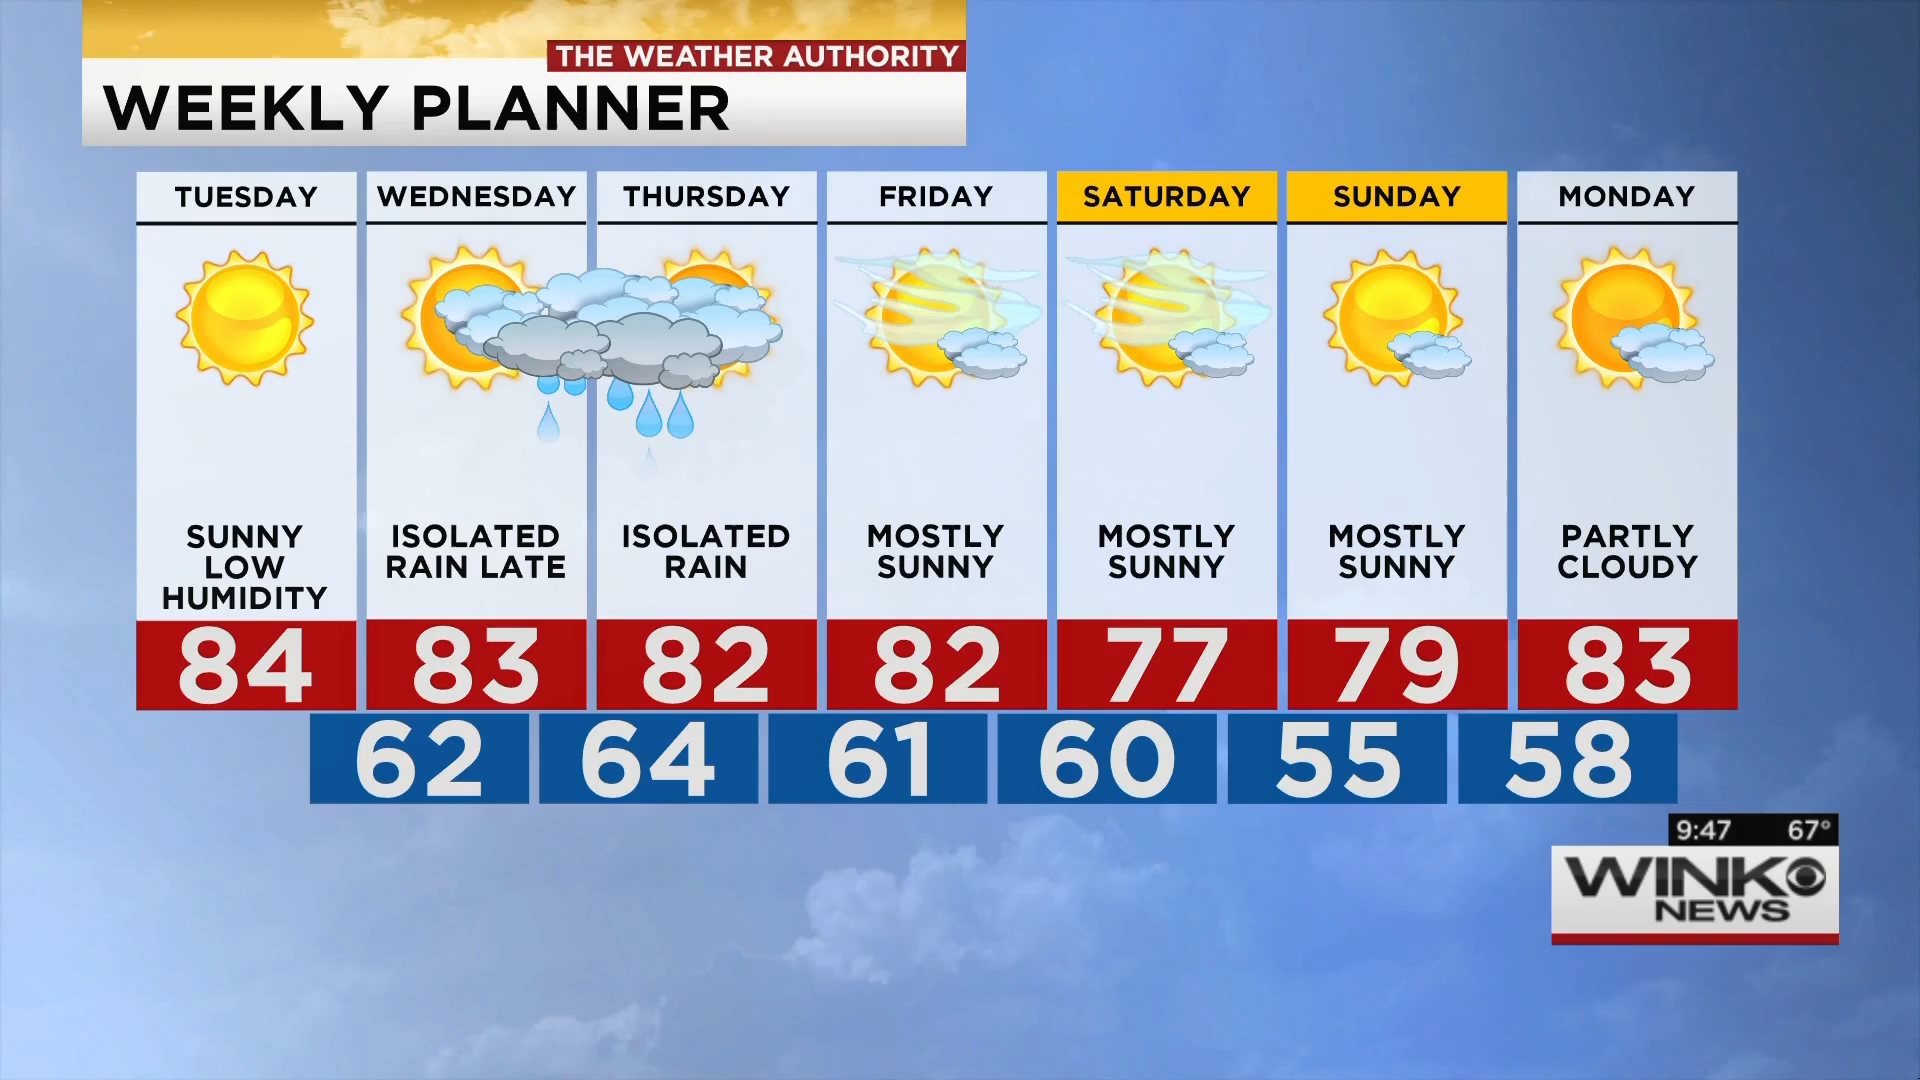 THE WEATHER AUTHORITY
WEEKLY PLANNER
TUESDAY
SUNNY
LOW
HUMIDITY
84
WEDNESDAY
ISOLATED
RAIN LATE
83
THURSDAY
ISOLATED
RAIN
82
FRIDAY
MOSTLY
SUNNY
82
SATURDAY
MOSTLY
SUNNY
77
SUNDAY
MOSTLY
SUNNY
79
MONDAY
PARTLY
CLOUDY
83
62 64 61 60 55 58
9:47 67°
WINK
NEWS